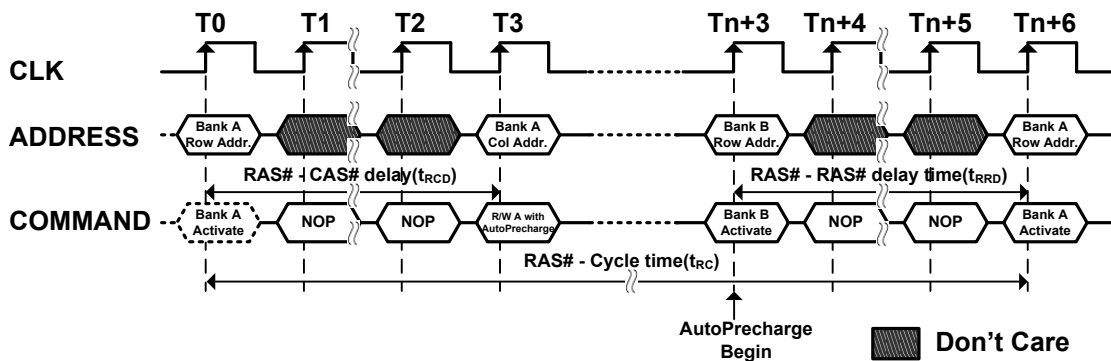 T0 T1 T2 T3 Tn+3 Tn+4 Tn+5 Tn+6
CLK
ADDRESS
Bank A
Row Addr.
Bank A
Col Addr.
Bank B
Row Addr.
Bank A
Row Addr.
RAS# - CAS# delay(tRCD)
RAS# - RAS# delay time(tRRD)
COMMAND
Bank A
Activate
NOP
NOP
R/W A with
AutoPrecharge
Bank B
Activate
NOP
NOP
Bank A
Activate
RAS# - Cycle time(tRC)
AutoPrecharge
Begin
Don't Care